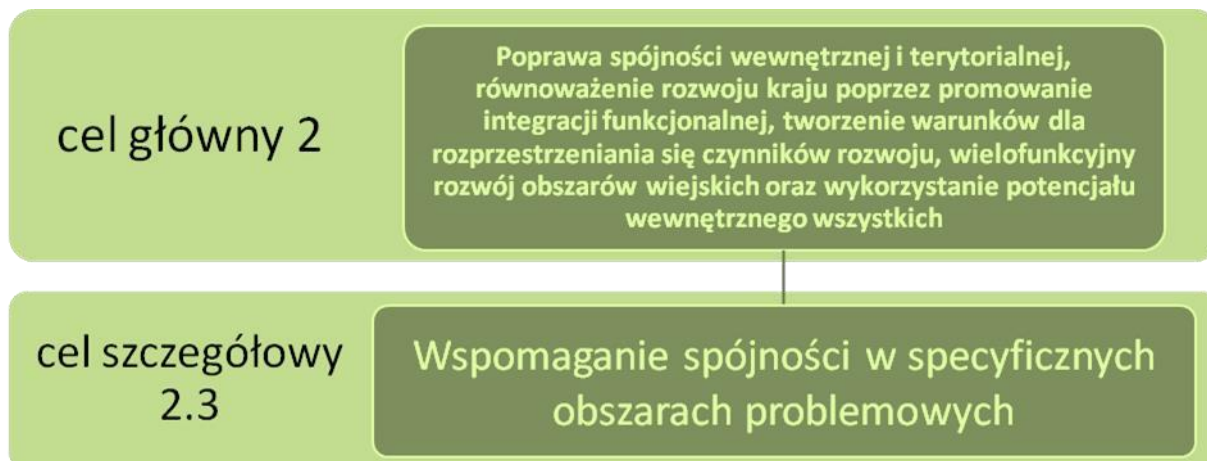 cel główny 2
Poprawa spójności wewnętrznej i terytorialnej,
równoważenie rozwoju kraju poprzez promowanie
integracji funkcjonalnej, tworzenie warunków dla
rozprzestrzeniania się czynników rozwoju, wielofunkcyjny
rozwój obszarów wiejskich oraz wykorzystanie potencjału
wewnętrznego wszystkich
cel szczegółowy
2.3
Wspomaganie spójności w specyficznych
obszarach problemowych